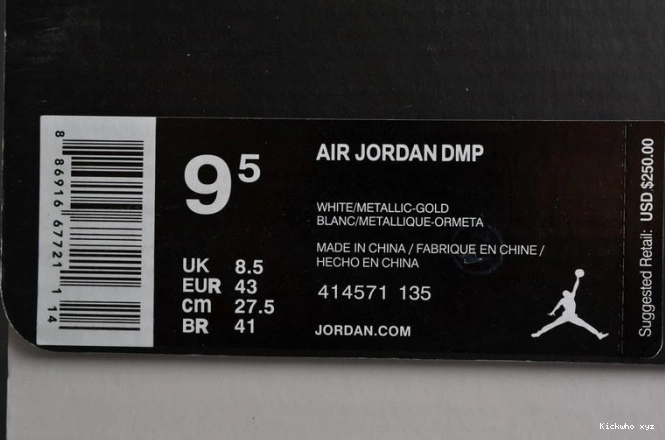 8 86916 67721 1 14
9⁵
UK 8.5
EUR 43
cm 27.5
BR 41
AIR JORDAN DMP
WHITE/METALLIC-GOLD
BLANC/METALLIQUE-ORMETA
MADE IN CHINA / FABRIQUE EN CHINE /
HECHO EN CHINA
414571 135
JORDAN.COM
Suggested Retail: USD $250.00
Kickwho xyz